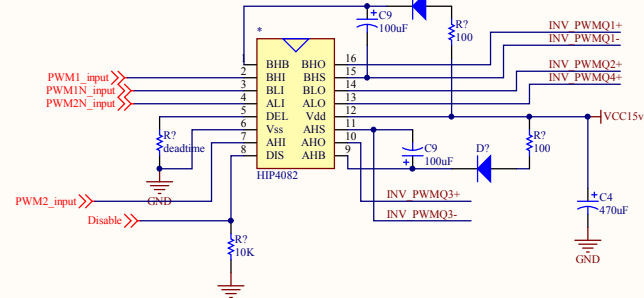 C9
100uF
R?
100
INV_PWMQ1+
INV_PWMQ1-
*
1 BHB BHO 16
PWM1_input 2 BHI BHS 15
INV_PWMQ2+
PWM1N_input 3 BLI BLO 14
INV_PWMQ4+
PWM2N_input 4 ALI ALO 13
5 DEL Vdd 12
VCC15v
6 Vss AHS 11
R?
deadtime
7 AHI AHO 10
C9
100uF
D?
R?
100
8 DIS AHB 9
HIP4082
GND
INV_PWMQ3+
PWM2_input
C4
470uF
Disable
INV_PWMQ3-
R?
10K
GND